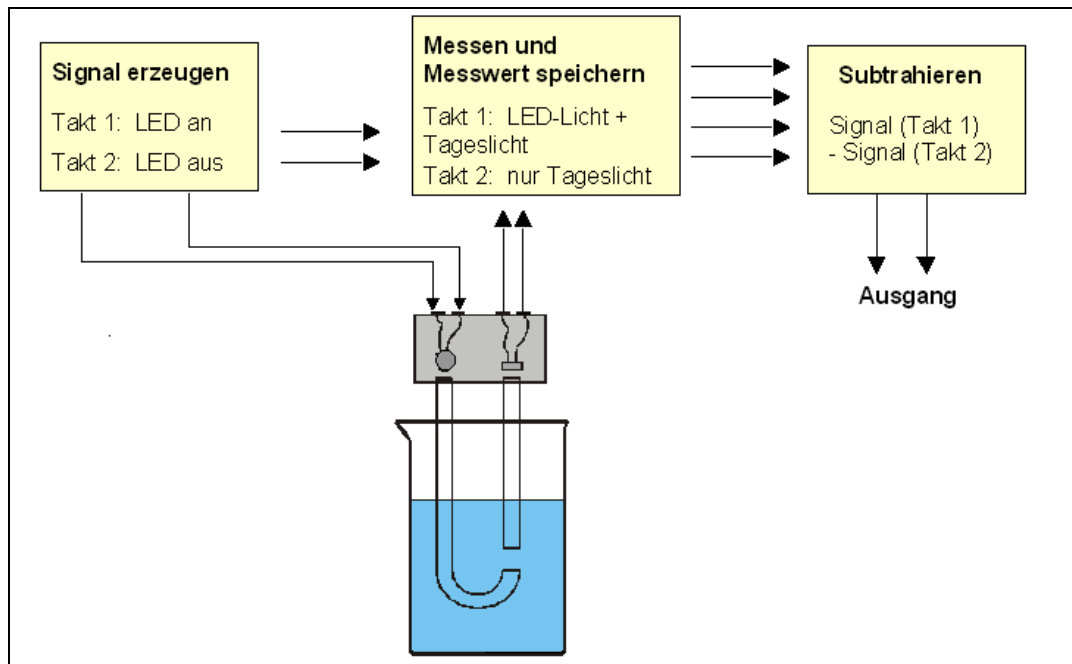 Signal erzeugen
Takt 1: LED an
Takt 2: LED aus
Messen und
Messwert speichern
Takt 1: LED-Licht +
Tageslicht
Takt 2: nur Tageslicht
Subtrahieren
Signal (Takt 1)
- Signal (Takt 2)
Ausgang